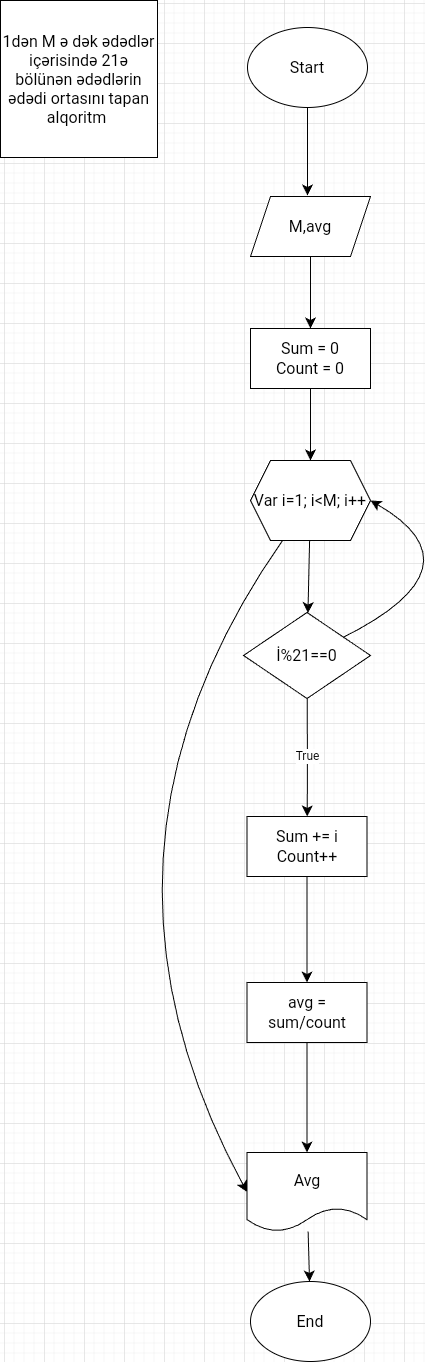 1dən M ə dək ədədlər
içərisində 21ə
bölünən ədədlərin
ədədi ortasını tapan
alqoritm
Start
M,avg
Sum = 0
Count = 0
Var i=1; i<M; i++
İ%21==0
True
Sum += i
Count++
avg =
sum/count
Avg
End